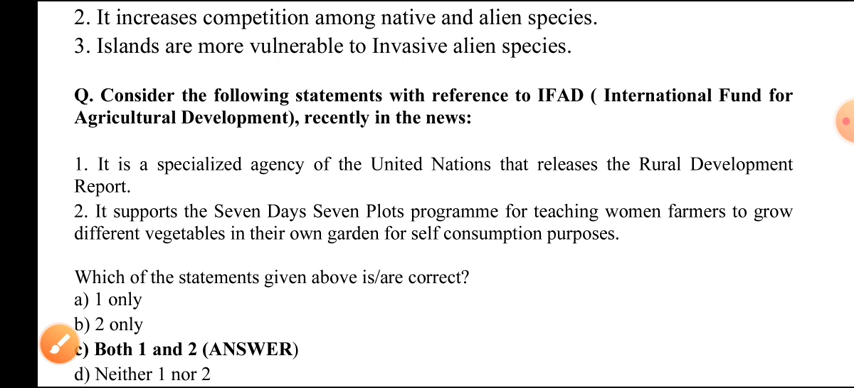 2. It increases competition among native and alien species.
3. Islands are more vulnerable to Invasive alien species.
Q. Consider the following statements with reference to IFAD ( International Fund for
Agricultural Development), recently in the news:
1. It is a specialized agency of the United Nations that releases the Rural Development
Report.
2. It supports the Seven Days Seven Plots programme for teaching women farmers to grow
different vegetables in their own garden for self consumption purposes.
Which of the statements given above is/are correct?
a) 1 only
b) 2 only
c) Both 1 and 2 (ANSWER)
d) Neither 1 nor 2